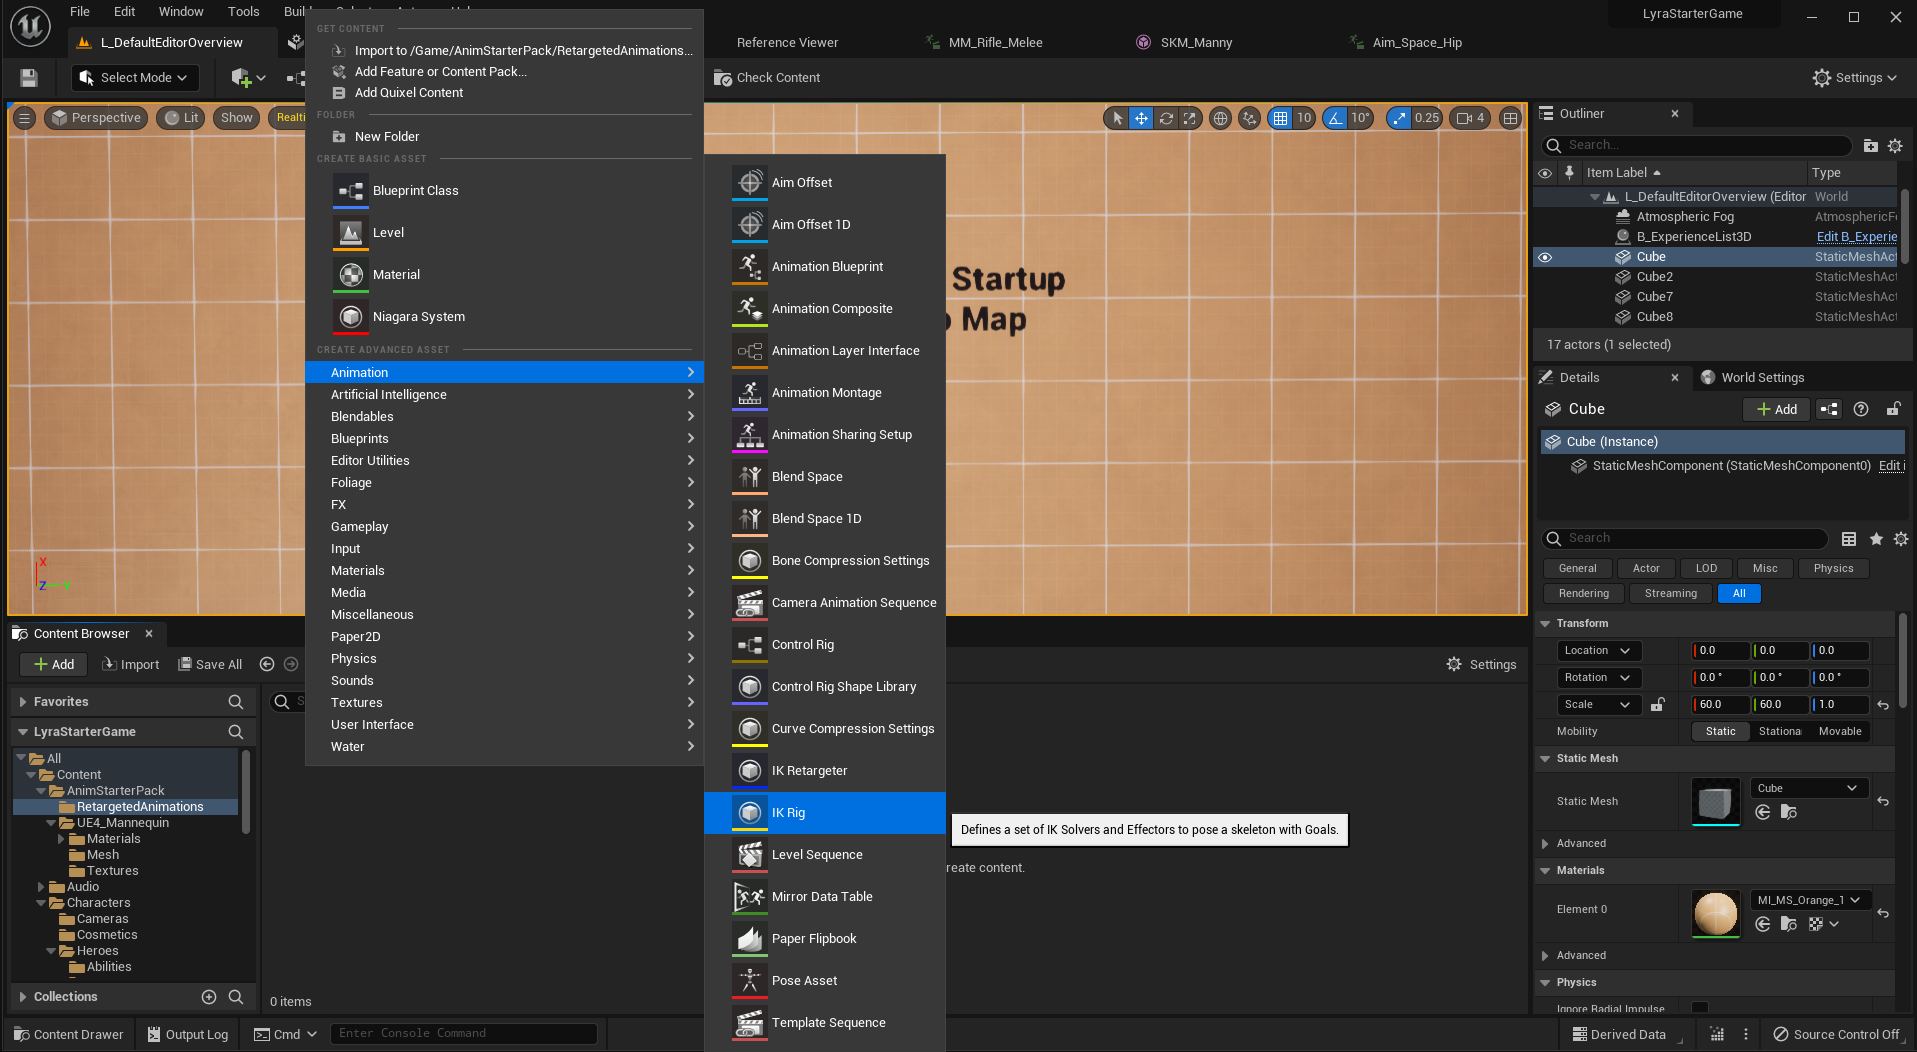 File Edit Window Tools
LyraStarterGame
L_DefaultEditorOverview
Reference Viewer
MM_Rifle_Melee
SKM_Manny
Aim_Space_Hip
Select Mode
Check Content
Settings
Perspective
Lit
Show
10
10°
0.25
4
Startup
Map
GET CONTENT
Import to /Game/AnimStarterPack/RetargetedAnimations...
Add Feature or Content Pack...
Add Quixel Content
FOLDER
New Folder
CREATE BASIC ASSET
Blueprint Class
Level
Material
Niagara System
CREATE ADVANCED ASSET
Animation
Artificial Intelligence
Blendables
Blueprints
Editor Utilities
Foliage
FX
Gameplay
Input
Materials
Media
Miscellaneous
Paper2D
Physics
Sounds
Textures
User Interface
Water
Aim Offset
Aim Offset 1D
Animation Blueprint
Animation Composite
Animation Layer Interface
Animation Montage
Animation Sharing Setup
Blend Space
Blend Space 1D
Bone Compression Settings
Camera Animation Sequence
Control Rig
Control Rig Shape Library
Curve Compression Settings
IK Retargeter
IK Rig
Level Sequence
Mirror Data Table
Paper Flipbook
Pose Asset
Template Sequence
Defines a set of IK Solvers and Effectors to pose a skeleton with Goals.
reate content.
X
Z
Y
Content Browser
Add
Import
Save All
Settings
Favorites
LyraStarterGame
All
Content
AnimStarterPack
RetargetedAnimations
UE4_Mannequin
Materials
Mesh
Textures
Audio
Characters
Cameras
Cosmetics
Heroes
Abilities
Collections
0 items
Content Drawer
Output Log
Cmd
Enter Console Command
Derived Data
Source Control Off
Outliner
Search...
Item Label
Type
L_DefaultEditorOverview (Editor World
Atmospheric Fog AtmosphericF
B_ExperienceList3D Edit B_Experie
Cube StaticMeshAct
Cube2 StaticMeshAct
Cube7 StaticMeshAct
Cube8 StaticMeshAct
17 actors (1 selected)
Details
World Settings
Cube
Add
Cube (Instance)
StaticMeshComponent (StaticMeshComponent0) Edit i
Search
General Actor LOD Misc Physics
Rendering Streaming All
Transform
Location 0.0 0.0 0.0
Rotation 0.0° 0.0° 0.0°
Scale 60.0 60.0 1.0
Mobility Static Stationa Movable
Static Mesh
Static Mesh Cube
Advanced
Materials
Element 0 MI_MS_Orange_1
Advanced
Physics
Ignore Radial Impulse